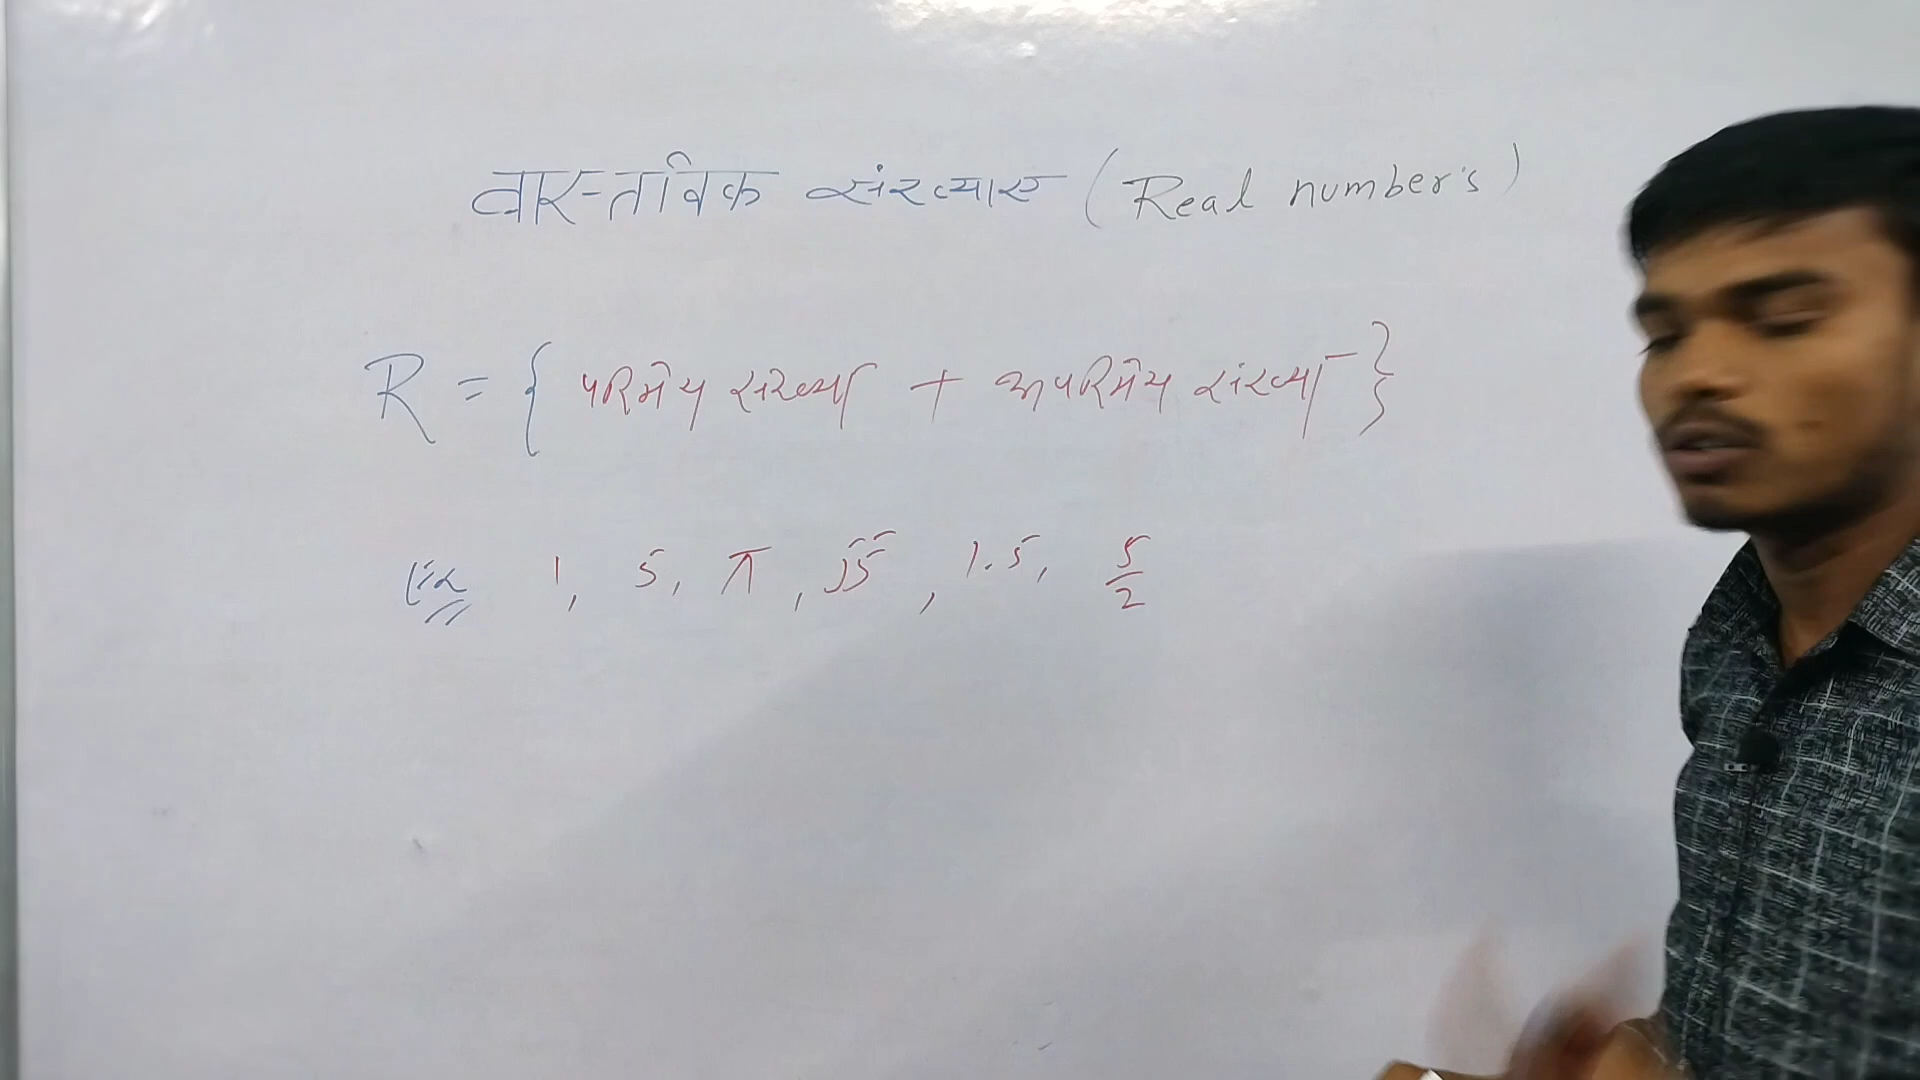 वास्तविक संख्याए (Real number's)
R = { परिमेय संख्या + अपरिमेय संख्या }
Ex 1, 5, π, √5, 1.5, 5/2